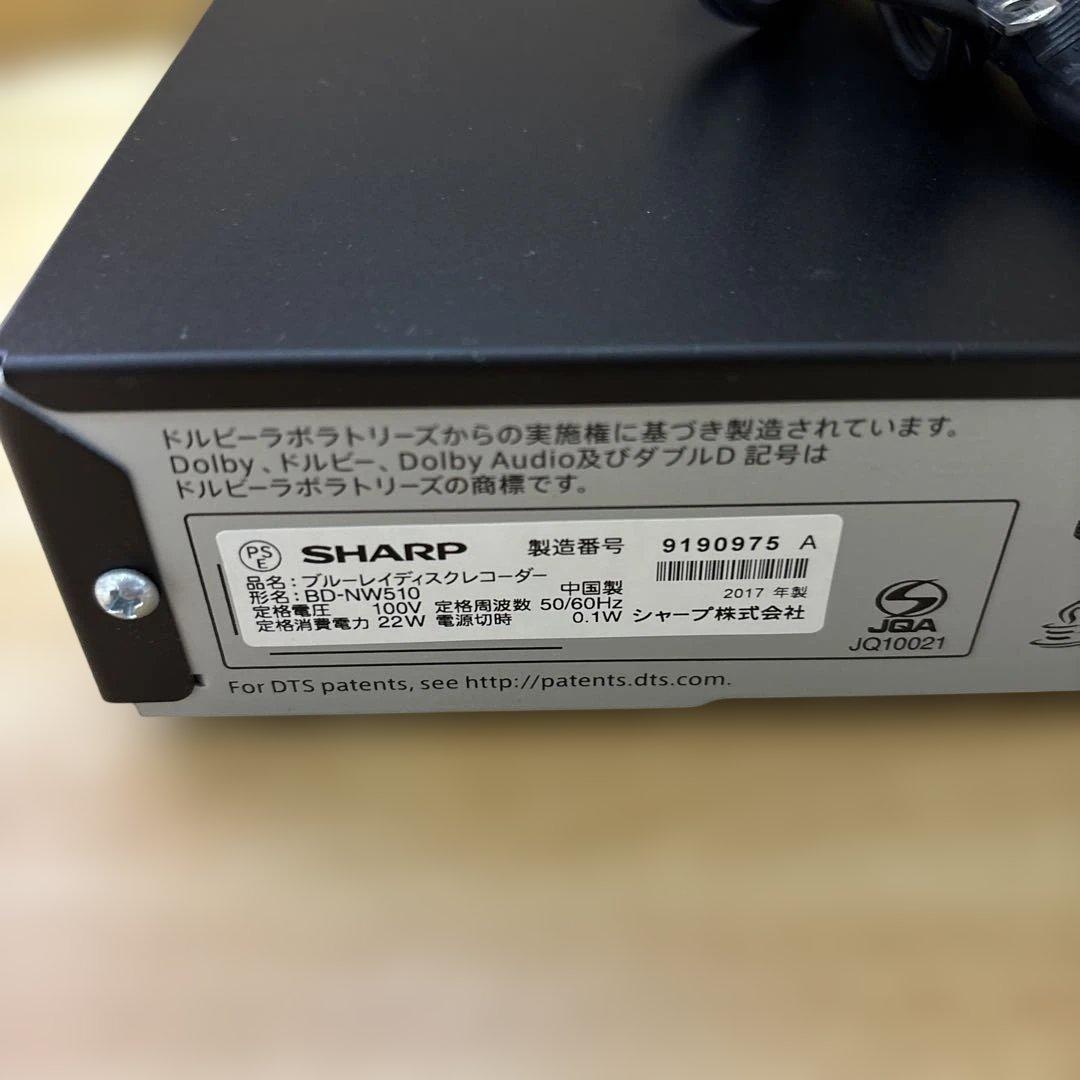 ドルビーラボラトリーズからの実施権に基づき製造されています。
Dolby、ドルビー、Dolby Audio及びダブルD 記号は
ドルビーラボラトリーズの商標です。
PSE SHARP 製造番号 9190975 A
品名:ブルーレイディスクレコーダー
形名:BD-NW510 中国製 2017 年製
定格電圧 100V 定格周波数 50/60Hz
定格消費電力 22W 電源切時 0.1W シャープ株式会社
JQA
JQ10021
For DTS patents, see http://patents.dts.com.